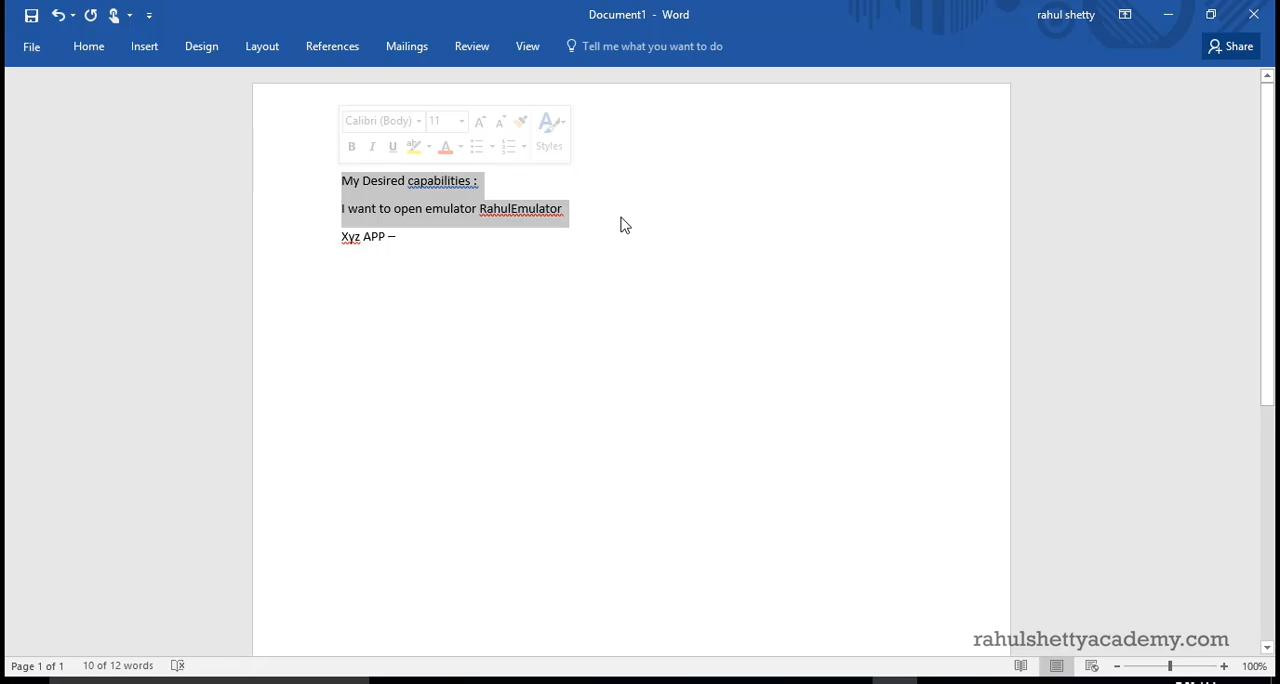 Document1 - Word
rahul shetty
File Home Insert Design Layout References Mailings Review View Tell me what you want to do
Share
Calibri (Body) 11
B I U ab A Styles
My Desired capabilities :
I want to open emulator RahulEmulator
Xyz APP –
rahulshettyacademy.com
Page 1 of 1 10 of 12 words 100%